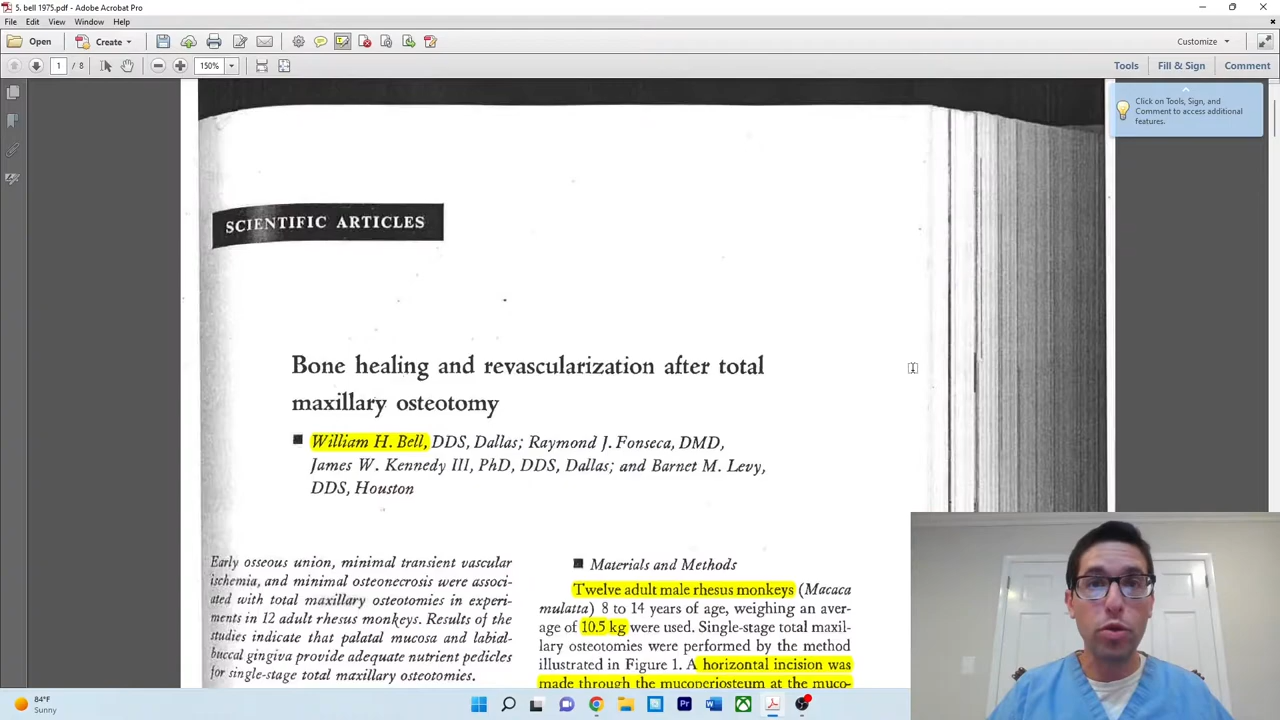 5. bell 1975.pdf - Adobe Acrobat Pro
File Edit View Window Help
Open Create Customize
1 / 8 150% Tools Fill & Sign Comment
Click on Tools, Sign, and
Comment to access additional
features.
SCIENTIFIC ARTICLES
Bone healing and revascularization after total
maxillary osteotomy
William H. Bell, DDS, Dallas; Raymond J. Fonseca, DMD,
James W. Kennedy III, PhD, DDS, Dallas; and Barnet M. Levy,
DDS, Houston
Early osseous union, minimal transient vascular
ischemia, and minimal osteonecrosis were associ-
ated with total maxillary osteotomies in experi-
ments in 12 adult rhesus monkeys. Results of the
studies indicate that palatal mucosa and labial-
buccal gingiva provide adequate nutrient pedicles
for single-stage total maxillary osteotomies.
Materials and Methods
Twelve adult male rhesus monkeys (Macaca
mulatta) 8 to 14 years of age, weighing an aver-
age of 10.5 kg were used. Single-stage total maxil-
lary osteotomies were performed by the method
illustrated in Figure 1. A horizontal incision was
made through the mucoperiosteum at the muco-
84°F
Sunny
Pr
W